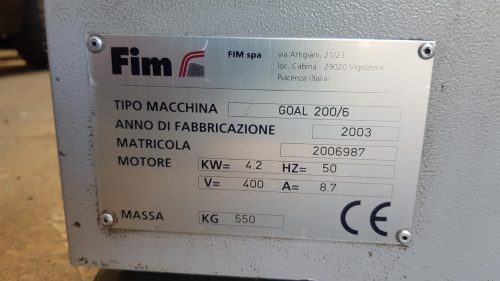 Fim
FIM spa
via Artigiani, 21/23
loc. Cabina - 29020 Vigolzone
Piacenza (Italia)
TIPO MACCHINA GOAL 200/6
ANNO DI FABBRICAZIONE 2003
MATRICOLA 2006987
MOTORE KW= 4.2 HZ= 50
V= 400 A= 8.7
MASSA KG 550
CE